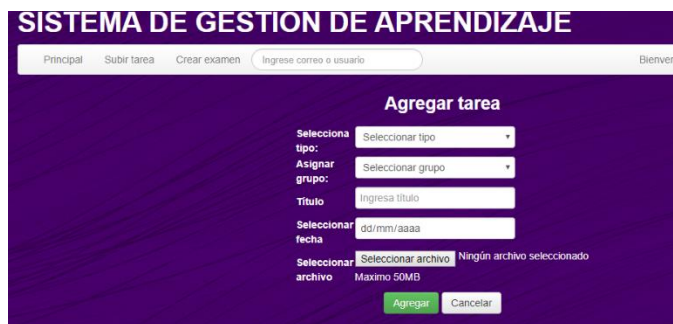 SISTEMA DE GESTION DE APRENDIZAJE
Principal Subir tarea Crear examen Ingrese correo o usuario Bienver
Agregar tarea
Selecciona tipo: Seleccionar tipo
Asignar grupo: Seleccionar grupo
Título Ingresa título
Seleccionar fecha dd/mm/aaaa
Seleccionar archivo Seleccionar archivo Ningún archivo seleccionado
Maximo 50MB
Agregar Cancelar